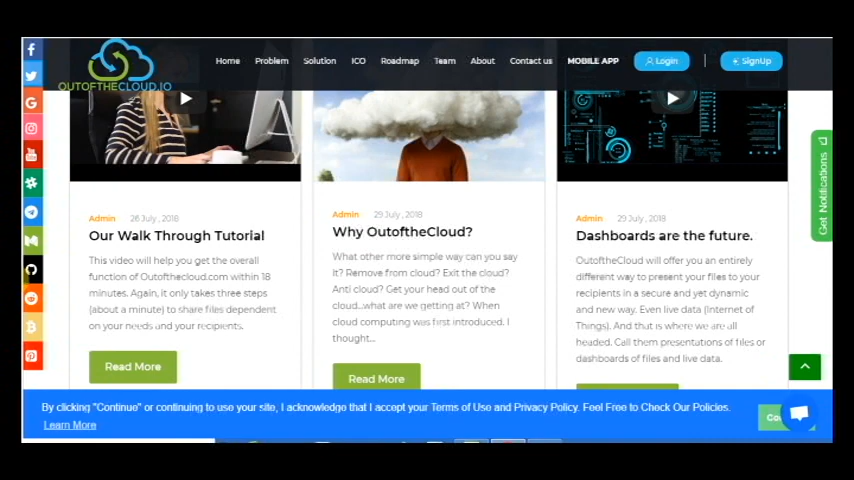 OUTOFTHECLOUD.IO
Home Problem Solution ICO Roadmap Team About Contact us MOBILE APP Login SignUp
Get Notifications
Admin 26 July , 2018
Our Walk Through Tutorial
This video will help you get the overall
function of Outofthecloud.com within 18
minutes. Again, it only takes three steps
(about a minute) to share files dependent
on your needs and your recipients.
Read More
Admin 29 July , 2018
Why OutoftheCloud?
What other more simple way can you say
it? Remove from cloud? Exit the cloud?
Anti cloud? Get your head out of the
cloud...what are we getting at? When
cloud computing was first introduced, I
thought...
Read More
Admin 29 July , 2018
Dashboards are the future.
OutoftheCloud will offer you an entirely
different way to present your files to your
recipients in a secure and yet dynamic
and new way. Even live data (Internet of
Things). And that is where we are all
headed. Call them presentations of files or
dashboards of files and live data.
By clicking "Continue" or continuing to use your site, I acknowledge that I accept your Terms of Use and Privacy Policy. Feel Free to Check Our Policies.
Learn More